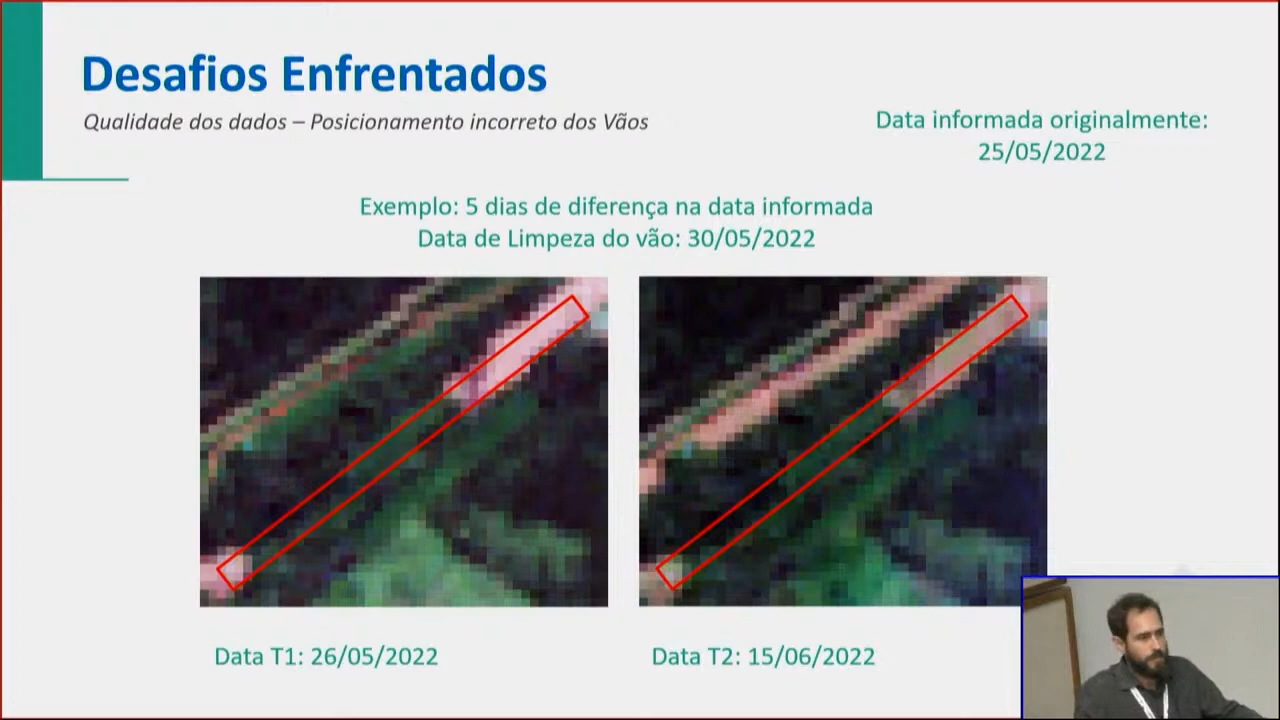 Desafios Enfrentados
Qualidade dos dados – Posicionamento incorreto dos Vãos
Data informada originalmente:
25/05/2022
Exemplo: 5 dias de diferença na data informada
Data de Limpeza do vão: 30/05/2022
Data T1: 26/05/2022
Data T2: 15/06/2022